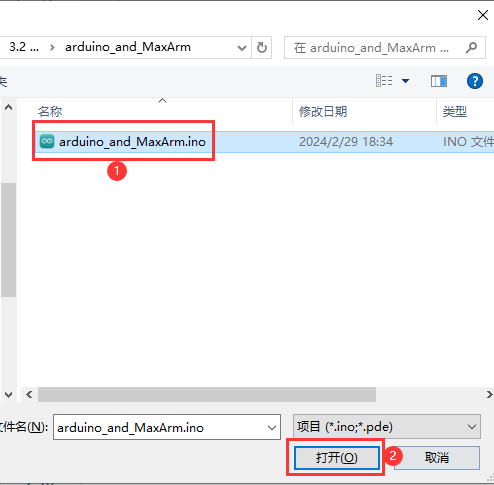 3.2 ... › arduino_and_MaxArm
在 arduino_and_MaxArm ...
夹
名称 修改日期 类型
arduino_and_MaxArm.ino 2024/2/29 18:34 INO 文件
1
文件名(N): arduino_and_MaxArm.ino 项目 (*.ino;*.pde)
打开(O) 2 取消